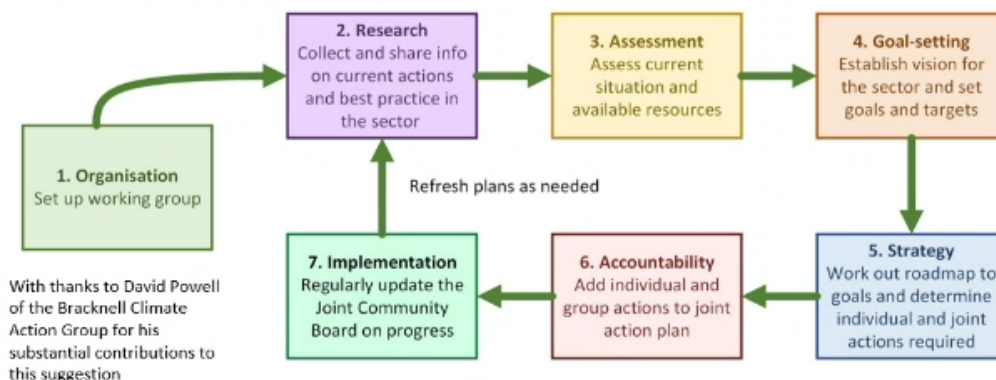 1. Organisation
Set up working group
2. Research
Collect and share info
on current actions
and best practice in
the sector
3. Assessment
Assess current
situation and
available resources
4. Goal-setting
Establish vision for
the sector and set
goals and targets
5. Strategy
Work out roadmap to
goals and determine
individual and joint
actions required
6. Accountability
Add individual and
group actions to joint
action plan
7. Implementation
Regularly update the
Joint Community
Board on progress
Refresh plans as needed
With thanks to David Powell
of the Bracknell Climate
Action Group for his
substantial contributions to
this suggestion